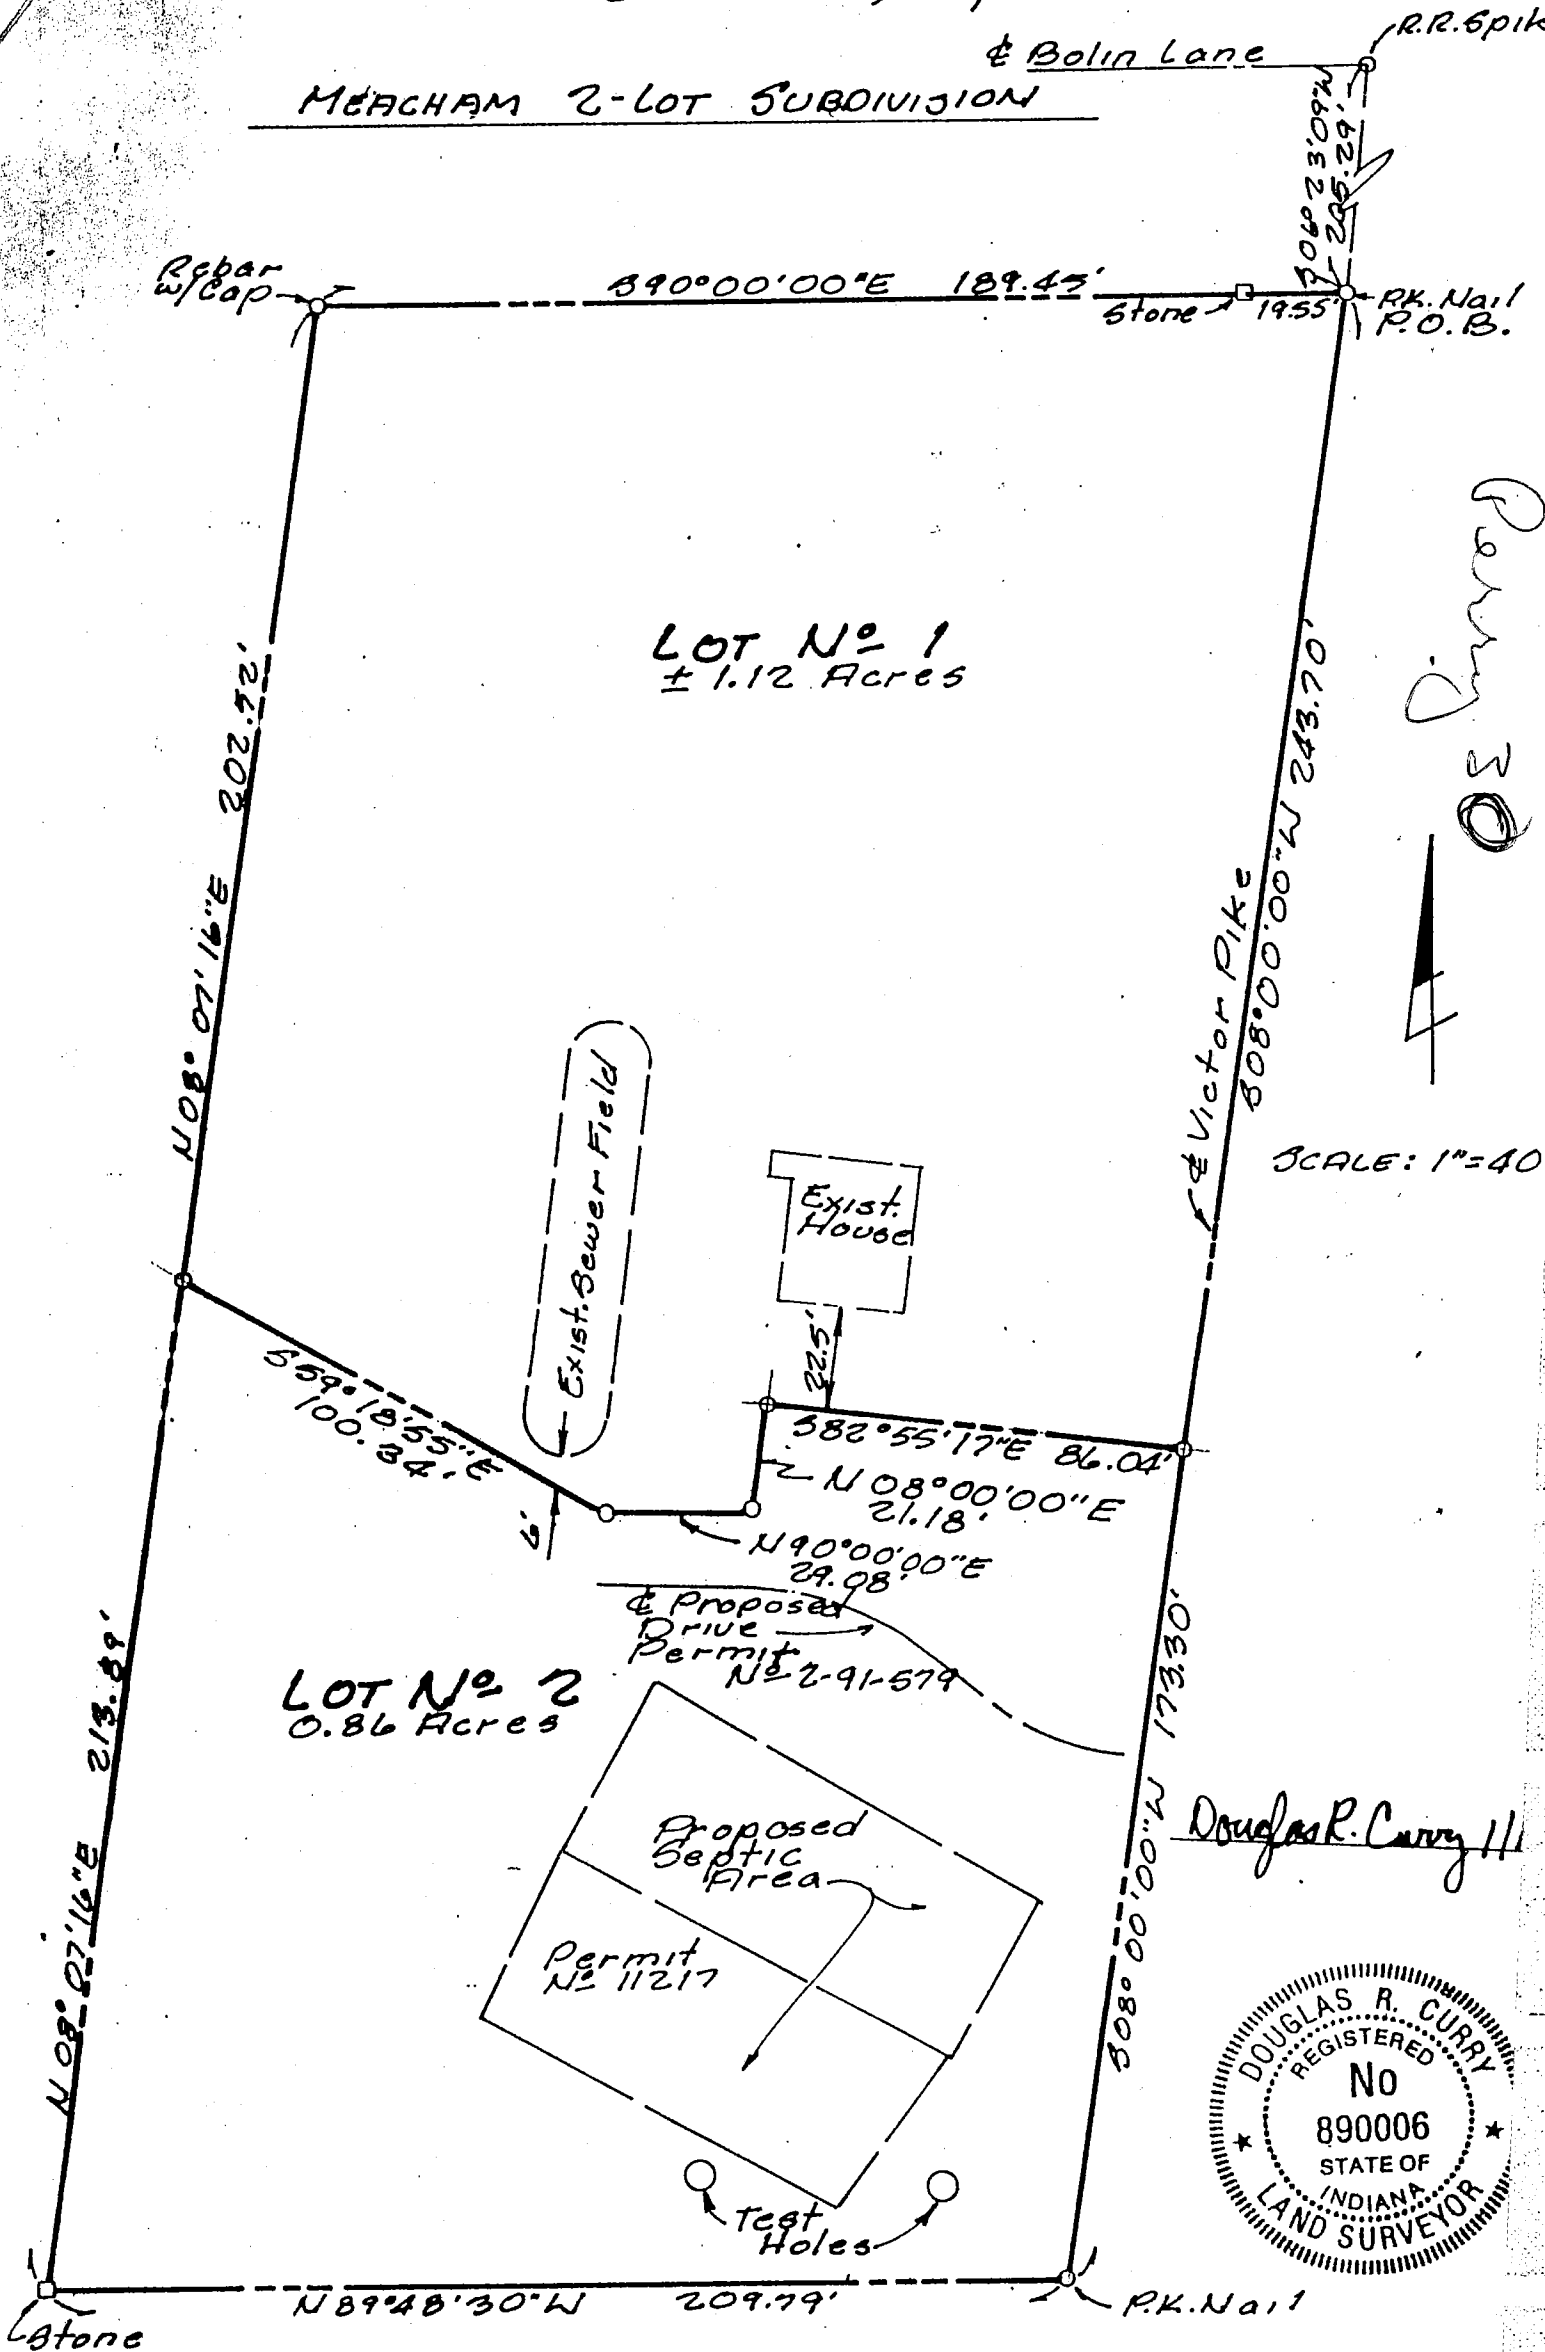 ℄ Bolin Lane
R.R. Spik
MEACHAM 2-LOT SUBDIVISION
S06°23'09"W
Rebar
w/Cap
S90°00'00"E 189.45'
Stone
19.55'
P.K. Nail
P.O.B.
Perry 30
LOT Nº 1
± 1.12 Acres
N08°07'16"E 202.52'
℄ Victor Pike
S08°00'00"W 243.70'
SCALE: 1"=40
Exist. Sewer Field
Exist.
House
22.5'
S59°18'55"E
100.34'
S82°55'17"E 86.04'
N08°00'00"E
21.18'
6'
N90°00'00"E
29.08'
℄ Proposed
Drive
Permit
Nº 2-91-579
LOT Nº 2
0.86 Acres
N08°07'16"E 213.89'
S08°00'00"W 173.30'
Proposed
Septic
Area
Permit
Nº 11217
Douglas R. Curry
DOUGLAS R. CURRY
REGISTERED
No
890006
STATE OF
INDIANA
LAND SURVEYOR
Test
Holes
N89°48'30"W 209.79'
P.K. Nail
Stone